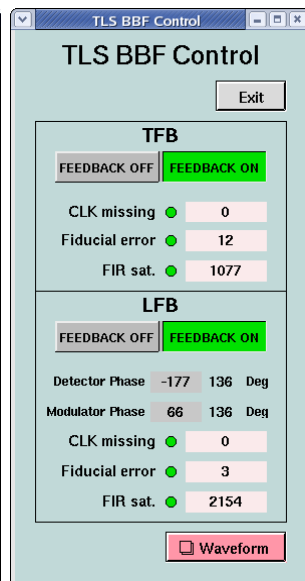 TLS BBF Control
TLS BBF Control
Exit
TFB
FEEDBACK OFF FEEDBACK ON
CLK missing 0
Fiducial error 12
FIR sat. 1077
LFB
FEEDBACK OFF FEEDBACK ON
Detector Phase -177 136 Deg
Modulator Phase 66 136 Deg
CLK missing 0
Fiducial error 3
FIR sat. 2154
Waveform